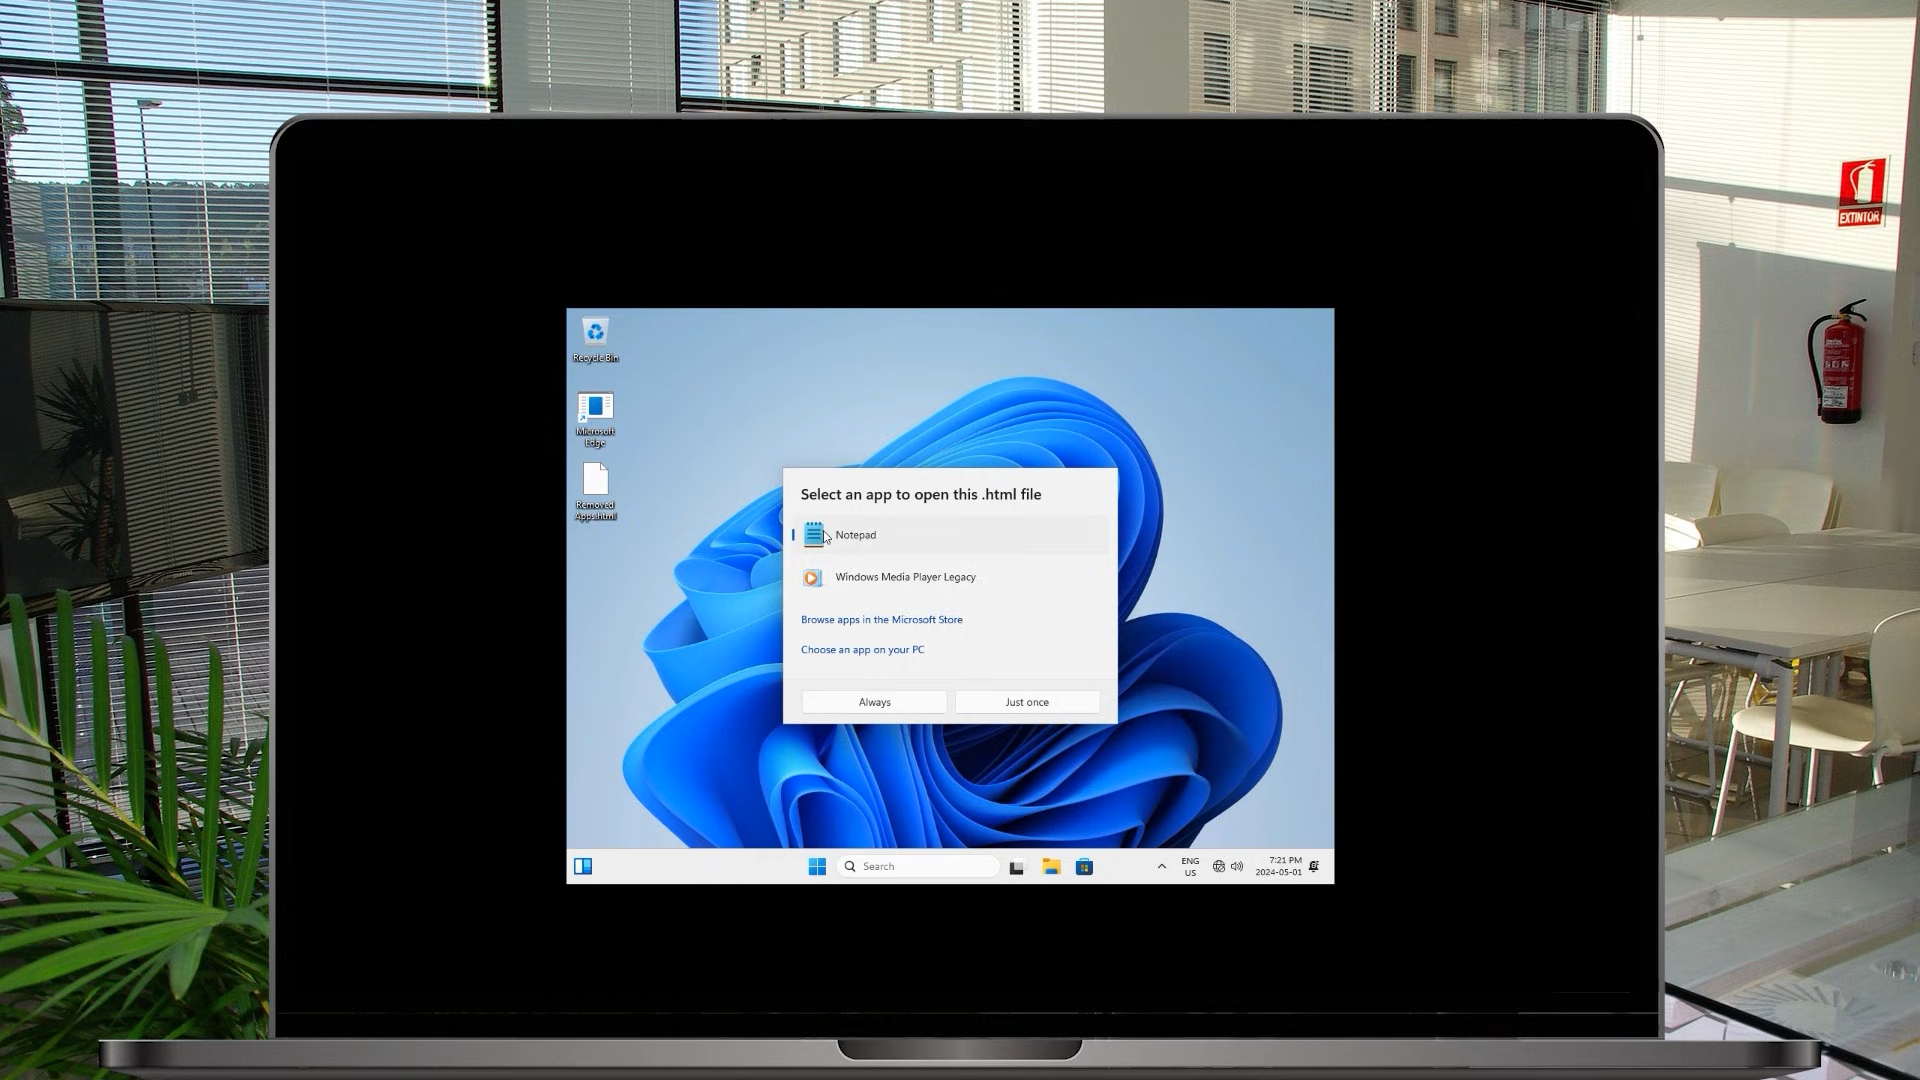 EXTINTOR
Recycle Bin
Microsoft
Edge
Removed
Apps.html
Select an app to open this .html file
Notepad
Windows Media Player Legacy
Browse apps in the Microsoft Store
Choose an app on your PC
Always
Just once
Search
ENG
US
7:21 PM
2024-05-01